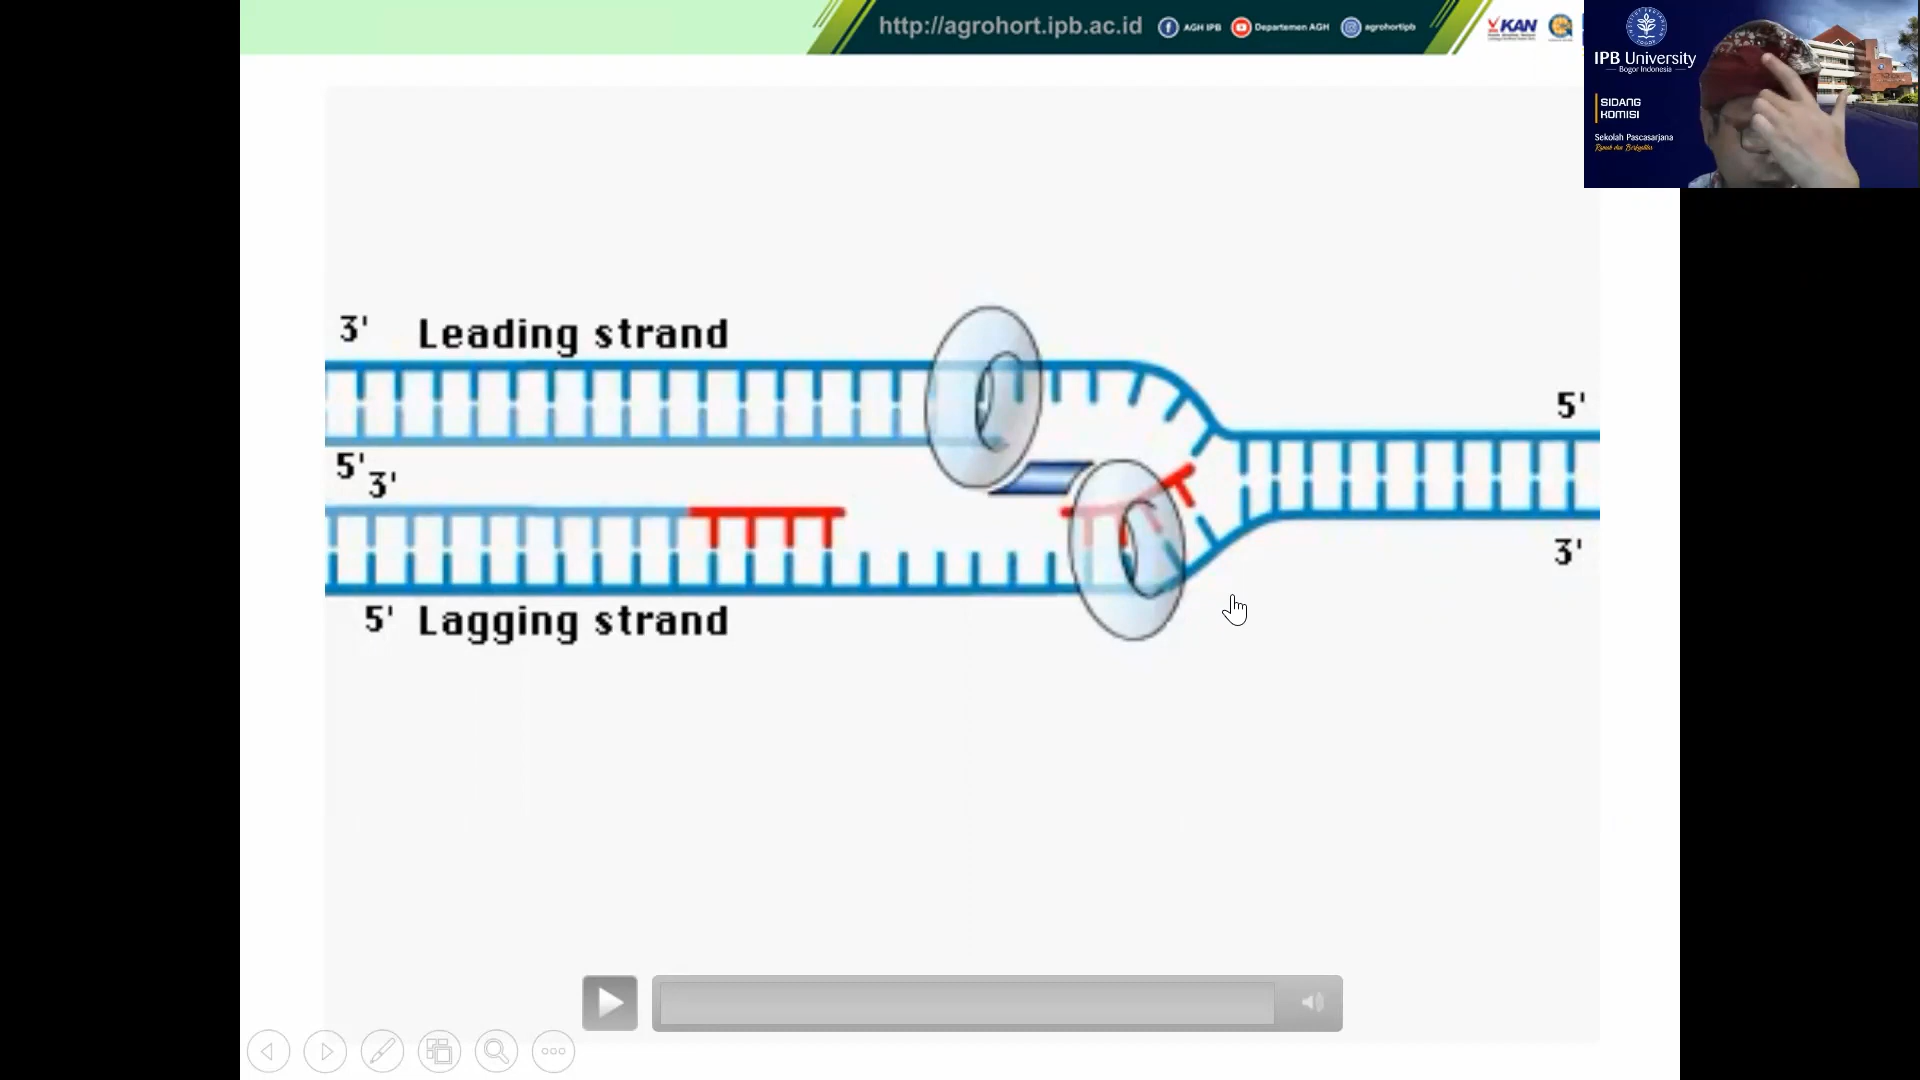 http://agrohort.ipb.ac.id AGH IPB Departemen AGH agrohortipb KAN
IPB University
Bogor Indonesia
SIDANG
KOMISI
Sekolah Pascasarjana
3' Leading strand
5'
5' 3'
3'
5' Lagging strand